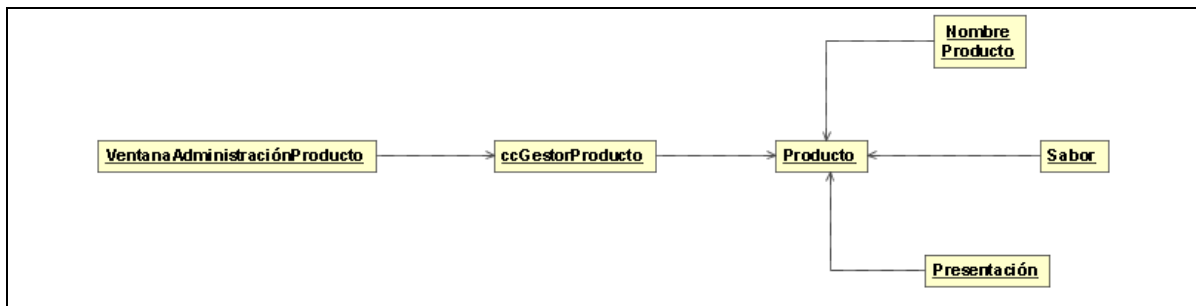 Nombre
Producto
VentanaAdministraciónProducto
ccGestorProducto
Producto
Sabor
Presentación